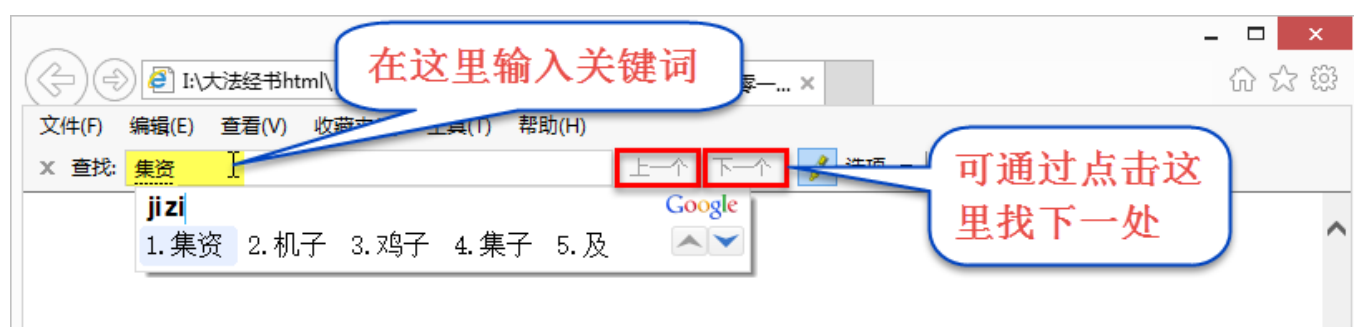 在这里输入关键词
I:\大法经书html\
零一...
文件(F) 编辑(E) 查看(V) 收藏 工具(T) 帮助(H)
查找: 集资 上一个 下一个 选项
可通过点击这
里找下一处
ji zi Google
1.集资 2.机子 3.鸡子 4.集子 5.及